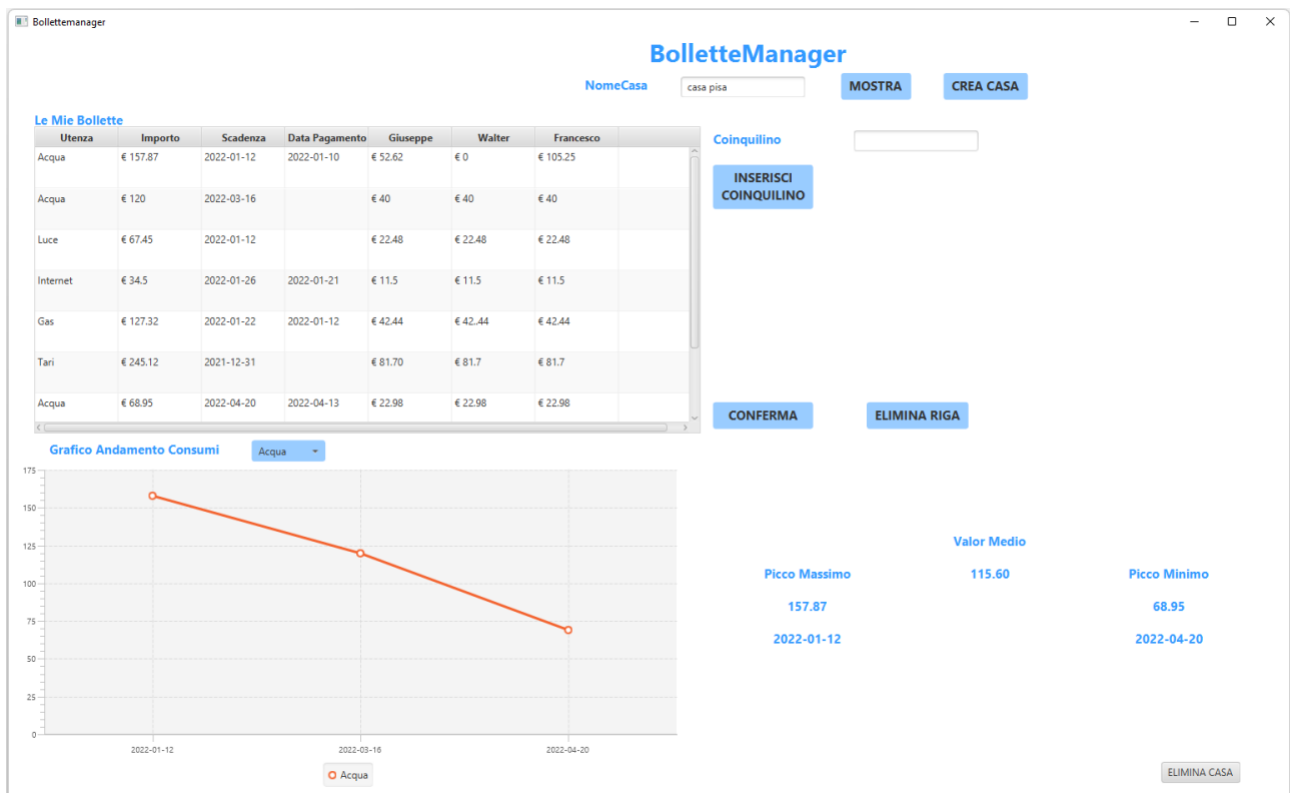 Bollettemanager
BolletteManager
NomeCasa casa pisa MOSTRA CREA CASA
Le Mie Bollette
Utenza Importo Scadenza Data Pagamento Giuseppe Walter Francesco
Acqua € 157.87 2022-01-12 2022-01-10 € 52.62 € 0 € 105.25
Acqua € 120 2022-03-16 € 40 € 40 € 40
Luce € 67.45 2022-01-12 € 22.48 € 22.48 € 22.48
Internet € 34.5 2022-01-26 2022-01-21 € 11.5 € 11.5 € 11.5
Gas € 127.32 2022-01-22 2022-01-12 € 42.44 € 42..44 € 42.44
Tari € 245.12 2021-12-31 € 81.70 € 81.7 € 81.7
Acqua € 68.95 2022-04-20 2022-04-13 € 22.98 € 22.98 € 22.98
Coinquilino
INSERISCI
COINQUILINO
CONFERMA ELIMINA RIGA
Grafico Andamento Consumi Acqua
175
150
125
100
75
50
25
0
2022-01-12 2022-03-16 2022-04-20
Acqua
Valor Medio
Picco Massimo 115.60 Picco Minimo
157.87 68.95
2022-01-12 2022-04-20
ELIMINA CASA